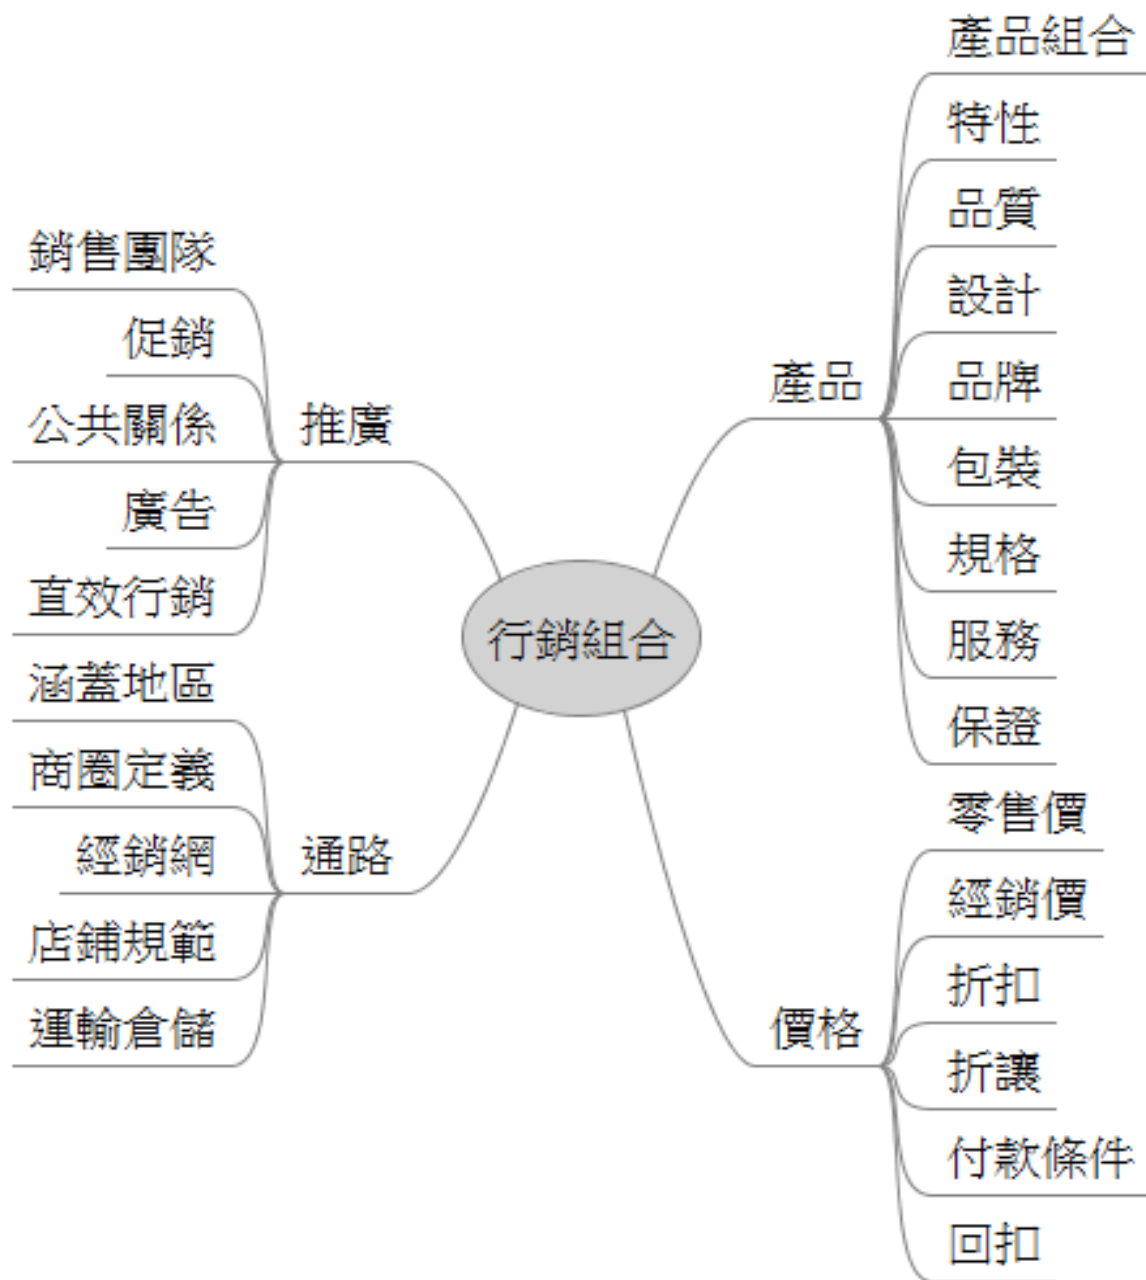 行銷組合
產品
產品組合
特性
品質
設計
品牌
包裝
規格
服務
保證
價格
零售價
經銷價
折扣
折讓
付款條件
回扣
推廣
銷售團隊
促銷
公共關係
廣告
直效行銷
通路
涵蓋地區
商圈定義
經銷網
店鋪規範
運輸倉儲